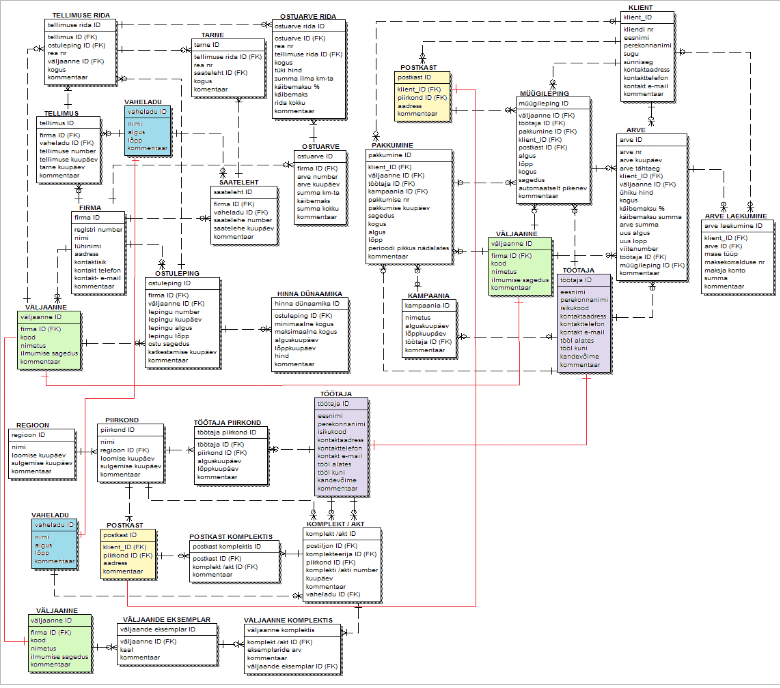 TELLIMUSE RIDA
tellimuse rida ID
tellimuse ID (FK)
ostuleping ID (FK)
rea nr
väljaanne ID (FK)
kogus
kommentaar
TARNE
tarne ID
tellimuse rida ID (FK)
rea nr
saateleht ID (FK)
kogus
komentaar
OSTUARVE RIDA
ostuarve rida ID
ostuarve ID (FK)
rea nr
tellimuse rida ID (FK)
kogus
tüki hind
summa ilma km-ta
käibemaksu %
käibemaks
rida kokku
kommentaar
KLIENT
klient_ID
kliendi nr
eesnimi
perekonnanimi
sugu
sünniaeg
kontaktaadress
kontakttelefon
kontakt e-mail
kommentaar
POSTKAST
postkast ID
klient_ID (FK)
piirkond ID (FK)
aadress
kommentaar
MÜÜGILEPING
müügileping ID
väljaanne ID (FK)
töötaja ID (FK)
pakkumine ID (FK)
klient_ID (FK)
postkast ID (FK)
algus
lõpp
kogus
sagedus
automaatselt pikenev
kommentaar
VAHELADU
vaheladu ID
nimi
algus
lõpp
kommentaar
TELLIMUS
tellimus ID
firma ID (FK)
vaheladu ID (FK)
tellimuse number
tellimuse kuupäev
tarne kuupäev
kommentaar
OSTUARVE
ostuarve ID
firma ID (FK)
arve number
arve kuupäev
summa km-ta
käibemaks
summa kokku
kommentaar
PAKKUMINE
pakkumine ID
klient_ID (FK)
väljaanne ID (FK)
töötaja ID (FK)
kampaania ID (FK)
pakkumise nr
pakkumise kuupäev
sagedus
kogus
algus
lõpp
perioodi pikkus nädalates
kommentaar
ARVE
arve ID
arve nr
arve kuupäev
arve tähtaeg
klient_ID (FK)
väljaanne ID (FK)
ühiku hind
kogus
käibemaksu %
käibemaksu summa
arve summa
uus algus
uus lõpp
viitenumber
töötaja ID (FK)
müügileping ID (FK)
kommentaar
SAATELEHT
saateleht ID
firma ID (FK)
vaheladu ID (FK)
saatelehe number
saatelehe kuupäev
kommentaar
FIRMA
firma ID
registri number
nimi
lühinimi
aadress
kontaktisik
kontakt telefon
kontakt-e-mail
kommentaar
ARVE LAEKUMINE
arve laekumine ID
klient_ID (FK)
arve ID (FK)
makse tüüp
maksekorralduse nr
maksja konto
summa
kommentaar
VÄLJAANNE
väljaanne ID
firma ID (FK)
kood
nimetus
ilmumise sagedus
kommentaar
TÖÖTAJA
töötaja ID
eesnimi
perekonnanimi
isikukood
kontaktaadress
kontakttelefon
kontakt e-mail
tööl alates
tööl kuni
kandevõime
kommentaar
OSTULEPING
ostuleping ID
firma ID (FK)
väljaanne ID (FK)
lepingu number
lepingu kuupäev
lepingu algus
lepingu lõpp
ostu sagedus
katkestamise kuupäev
kommentaar
HINNA DÜNAAMIKA
hinna dünaamika ID
ostuleping ID (FK)
minimaalne kogus
maksimaalne kogus
alguskuupäev
lõppkuupäev
hind
kommentaar
KAMPAANIA
kampaania ID
nimetus
alguskuupäev
lõppkuupäev
töötaja ID (FK)
kommentaar
VÄLJAANNE
väljaanne ID
firma ID (FK)
kood
nimetus
ilmumise sagedus
kommentaar
REGIOON
regioon ID
nimi
loomise kuupäev
sulgemise kuupäev
kommentaar
PIIRKOND
piirkond ID
nimi
regioon ID (FK)
loomise kuupäev
sulgemise kuupäev
kommentaar
TÖÖTAJA PIIRKOND
töötaja piirkond ID
töötaja ID (FK)
piirkond ID (FK)
alguskuupäev
lõppkuupäev
kommentaar
TÖÖTAJA
töötaja ID
eesnimi
perekonnanimi
isikukood
kontaktaadress
kontakttelefon
kontakt e-mail
tööl alates
tööl kuni
kandevõime
kommentaar
VAHELADU
vaheladu ID
nimi
algus
lõpp
kommentaar
POSTKAST
postkast ID
klient_ID (FK)
piirkond ID (FK)
aadress
kommentaar
POSTKAST KOMPLEKTIS
postkast komplektis ID
postkast ID (FK)
komplekt /akt ID (FK)
kommentaar
KOMPLEKT / AKT
komplekt /akt ID
postiljon ID (FK)
komplekteerija ID (FK)
piirkond ID (FK)
komplekti /akti number
kuupäev
kommentaar
vaheladu ID (FK)
VÄLJAANNE
väljaanne ID
firma ID (FK)
kood
nimetus
ilmumise sagedus
kommentaar
VÄLJAANDE EKSEMPLAR
väljaande eksemplar ID
väljaanne ID (FK)
kaal
kommentaar
VÄLJAANNE KOMPLEKTIS
väljaanne komplektis
komplekt /akt ID (FK)
eksemplaride arv
kommentaar
väljaande eksemplar ID (FK)